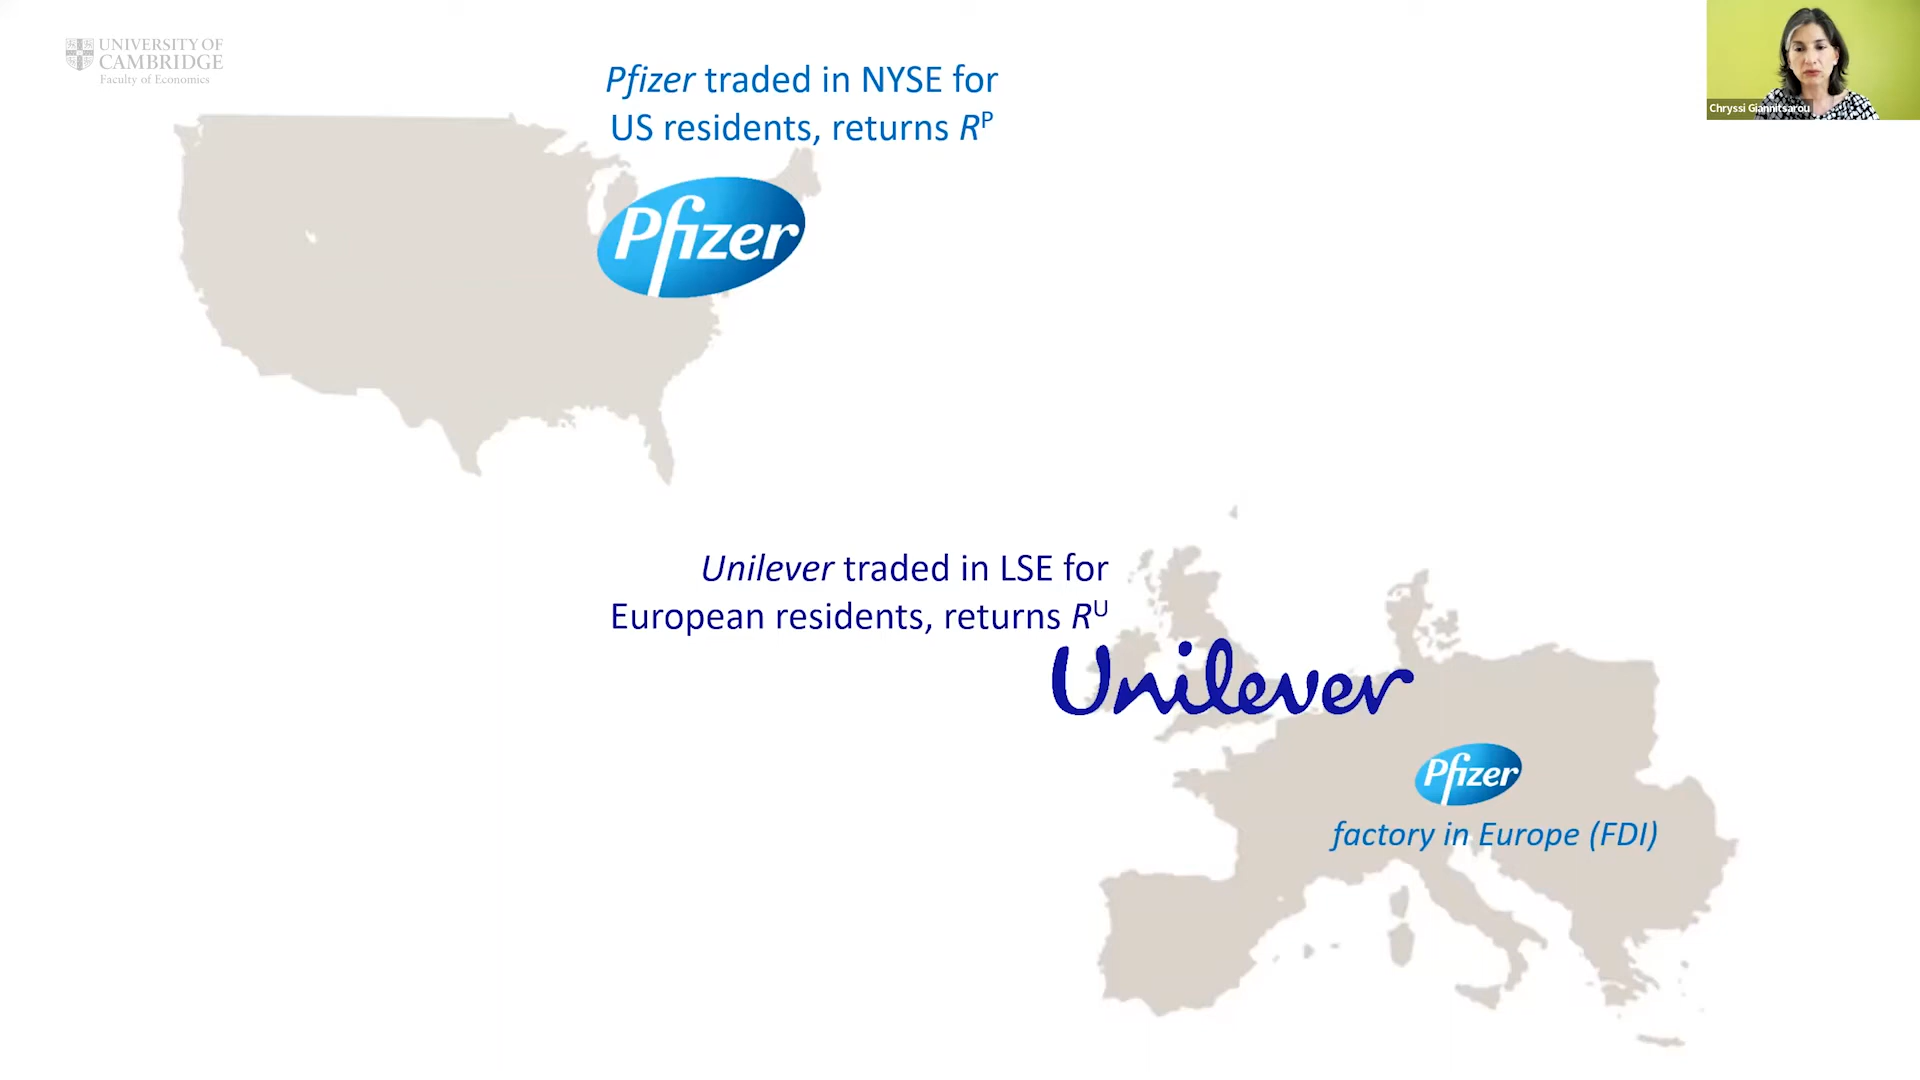 UNIVERSITY OF
CAMBRIDGE
Faculty of Economics
Pfizer traded in NYSE for
US residents, returns R^P
Pfizer
Chryssi Giannitsarou
Unilever traded in LSE for
European residents, returns R^U
Unilever
Pfizer
factory in Europe (FDI)